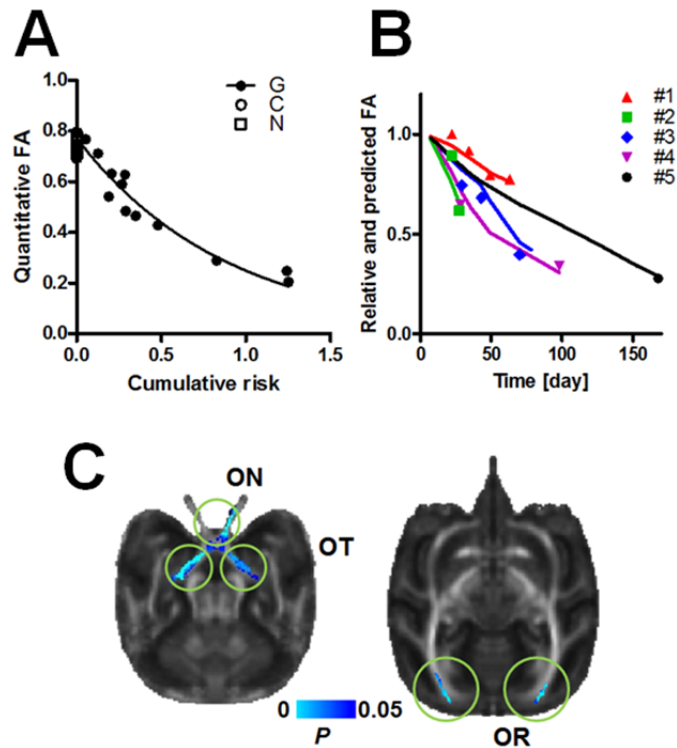 A
Quantitative FA
1.0
0.8
0.6
0.4
0.2
0.0
0.0 0.5 1.0 1.5
Cumulative risk
G
C
N
B
Relative and predicted FA
1.0
0.5
0.0
0 50 100 150
Time [day]
#1
#2
#3
#4
#5
C
ON
OT
0 0.05
P
OR